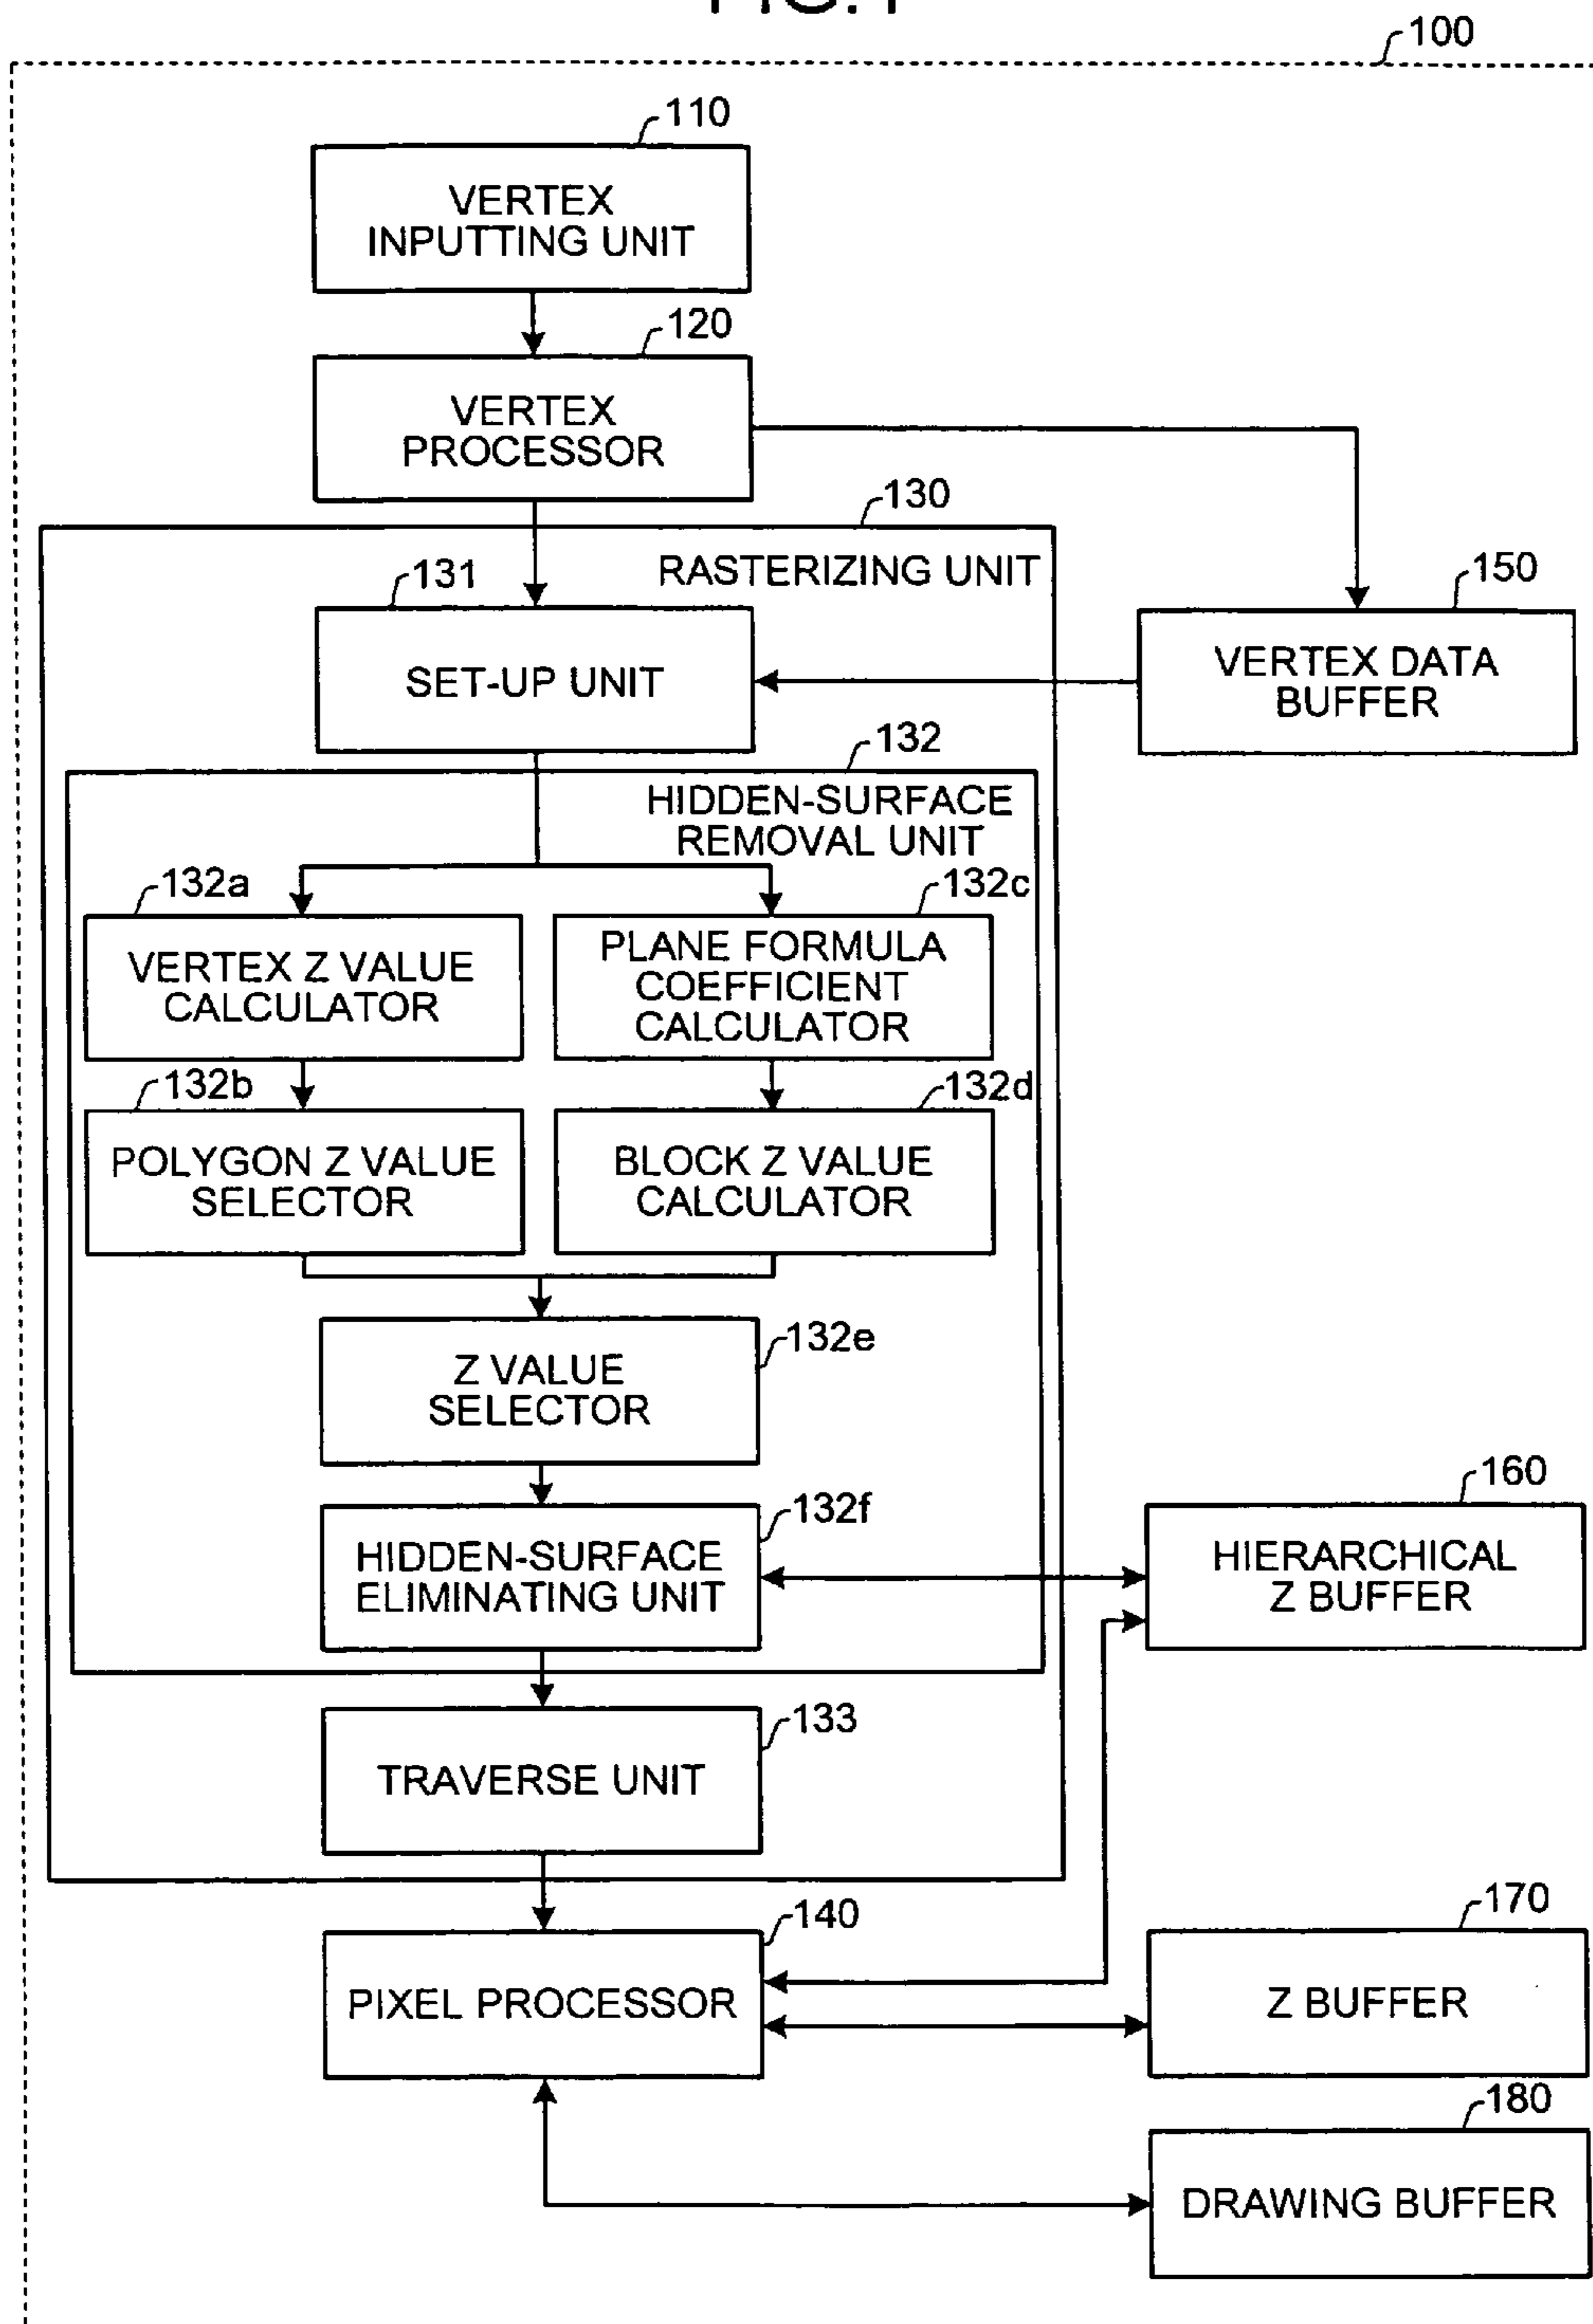 FIG.1
100
110
VERTEX
INPUTTING UNIT
120
VERTEX
PROCESSOR
130
RASTERIZING UNIT
131
SET-UP UNIT
150
VERTEX DATA
BUFFER
132
HIDDEN-SURFACE
REMOVAL UNIT
132a
VERTEX Z VALUE
CALCULATOR
132c
PLANE FORMULA
COEFFICIENT
CALCULATOR
132b
POLYGON Z VALUE
SELECTOR
132d
BLOCK Z VALUE
CALCULATOR
132e
Z VALUE
SELECTOR
132f
HIDDEN-SURFACE
ELIMINATING UNIT
160
HIERARCHICAL
Z BUFFER
133
TRAVERSE UNIT
140
PIXEL PROCESSOR
170
Z BUFFER
180
DRAWING BUFFER